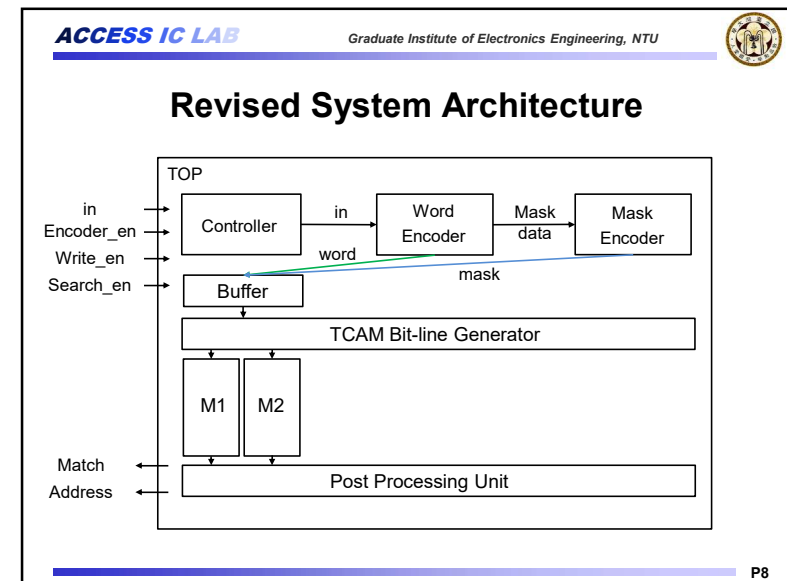 ACCESS IC LAB
Graduate Institute of Electronics Engineering, NTU
Revised System Architecture
TOP
in
Encoder_en
Write_en
Search_en
Controller
in
Word
Encoder
Mask
data
Mask
Encoder
word
mask
Buffer
TCAM Bit-line Generator
M1
M2
Match
Address
Post Processing Unit
P8